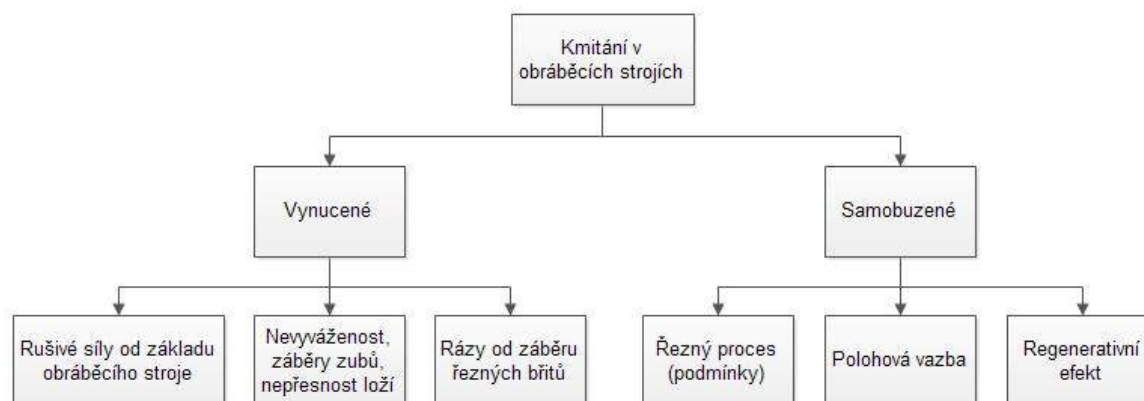 Kmitání v
obráběcích strojích
Vynucené
Samobuzené
Rušivé síly od základu
obráběcího stroje
Nevyváženost,
záběry zubů,
nepřesnost loží
Rázy od záběru
řezných břitů
Řezný proces
(podmínky)
Polohová vazba
Regenerativní
efekt